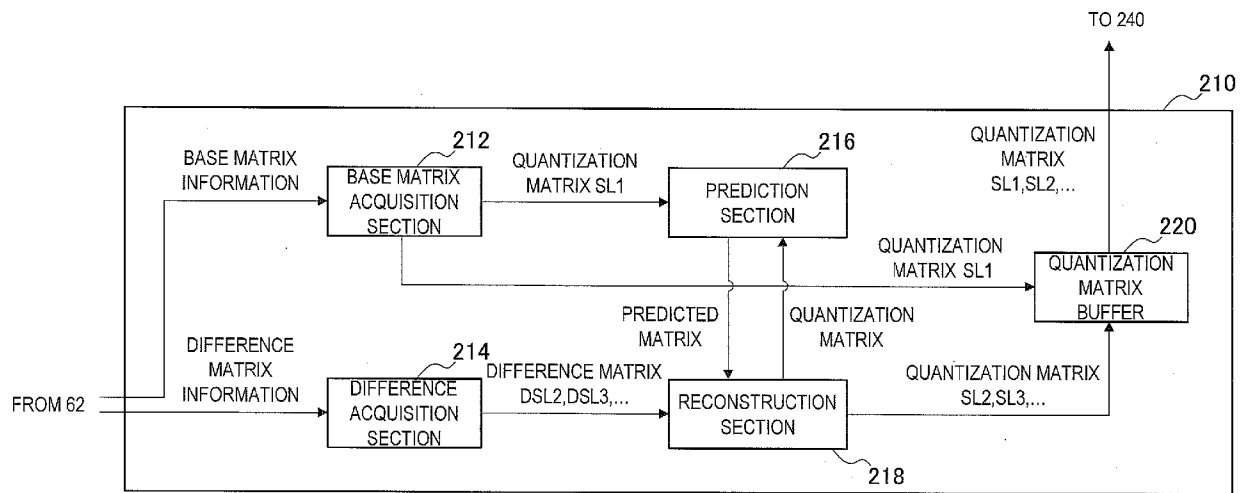 TO 240
210
BASE MATRIX
INFORMATION
212
BASE MATRIX
ACQUISITION
SECTION
QUANTIZATION
MATRIX SL1
216
PREDICTION
SECTION
QUANTIZATION
MATRIX
SL1,SL2,...
QUANTIZATION
MATRIX SL1
220
QUANTIZATION
MATRIX
BUFFER
PREDICTED
MATRIX
QUANTIZATION
MATRIX
DIFFERENCE
MATRIX
INFORMATION
FROM 62
214
DIFFERENCE
ACQUISITION
SECTION
DIFFERENCE MATRIX
DSL2,DSL3,...
RECONSTRUCTION
SECTION
218
QUANTIZATION MATRIX
SL2,SL3,...